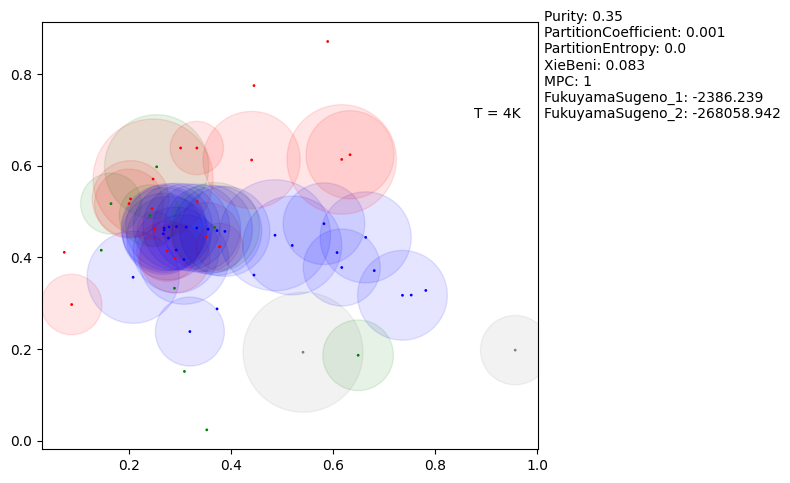 Purity: 0.35
PartitionCoefficient: 0.001
PartitionEntropy: 0.0
XieBeni: 0.083
MPC: 1
FukuyamaSugeno_1: -2386.239
FukuyamaSugeno_2: -268058.942
T = 4K
0.8
0.6
0.4
0.2
0.0
0.2 0.4 0.6 0.8 1.0